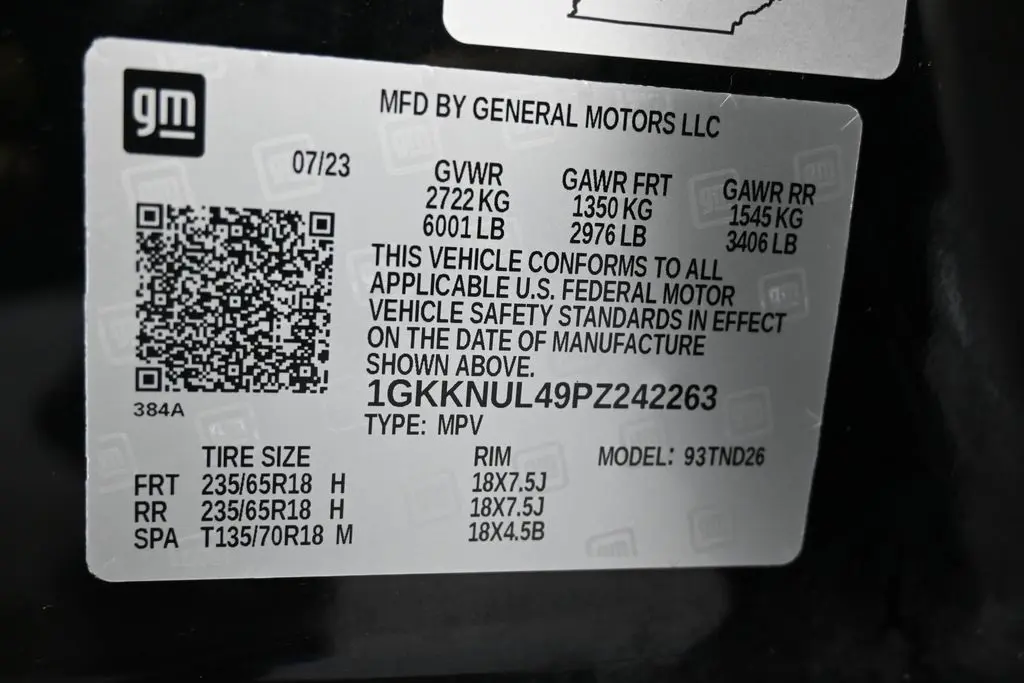 gm
MFD BY GENERAL MOTORS LLC
07/23
GVWR GAWR FRT GAWR RR
2722 KG 1350 KG 1545 KG
6001 LB 2976 LB 3406 LB
THIS VEHICLE CONFORMS TO ALL
APPLICABLE U.S. FEDERAL MOTOR
VEHICLE SAFETY STANDARDS IN EFFECT
ON THE DATE OF MANUFACTURE
SHOWN ABOVE.
1GKKNUL49PZ242263
384A
TYPE: MPV
TIRE SIZE RIM MODEL: 93TND26
FRT 235/65R18 H 18X7.5J
RR 235/65R18 H 18X7.5J
SPA T135/70R18 M 18X4.5B